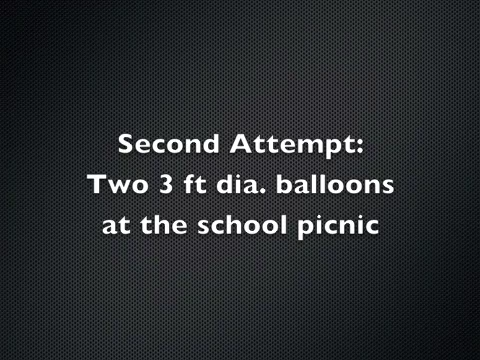 Second Attempt:
Two 3 ft dia. balloons
at the school picnic